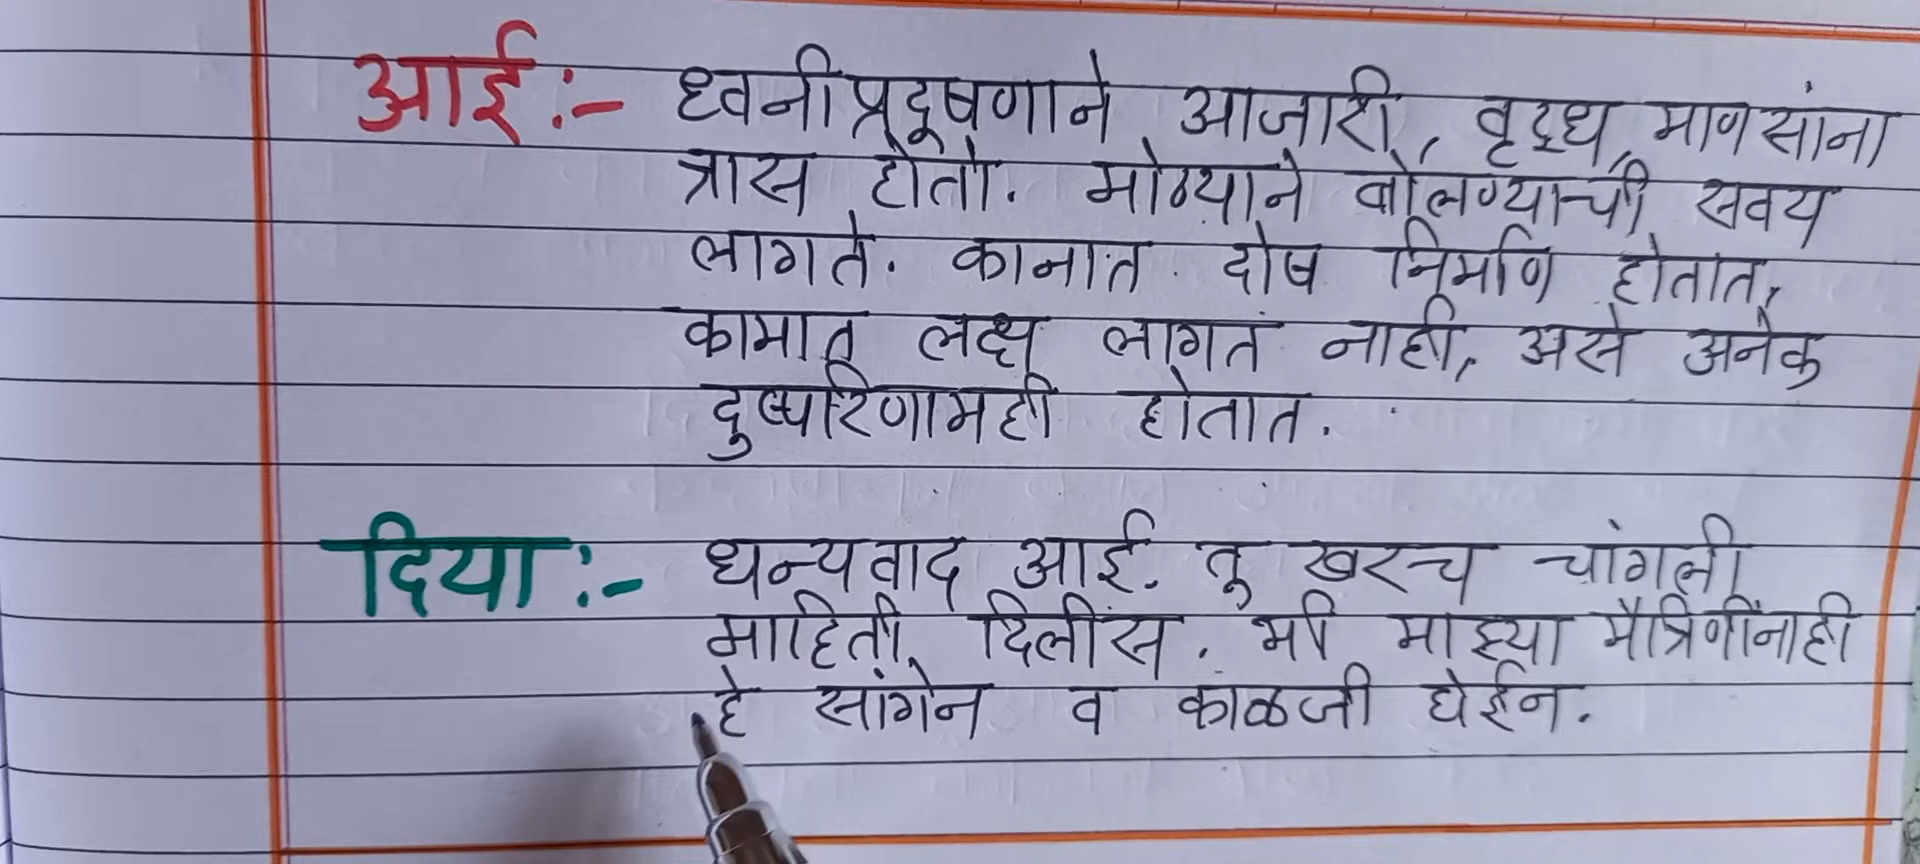 आई:- ध्वनीप्रदूषणाने आजारी, वृद्ध, माणसांना
त्रास होतो. मोठ्याने बोलण्याची सवय
लागते. कानात दोष निर्माण होतात,
कामात लक्ष लागत नाही, असे अनेक
दुष्परिणामही होतात.
दिया:- धन्यवाद आई. तु खरच चांगली
माहिती दिलीस. मी माझ्या मैत्रिणींनाही
हे सांगेन व काळजी घेईन.